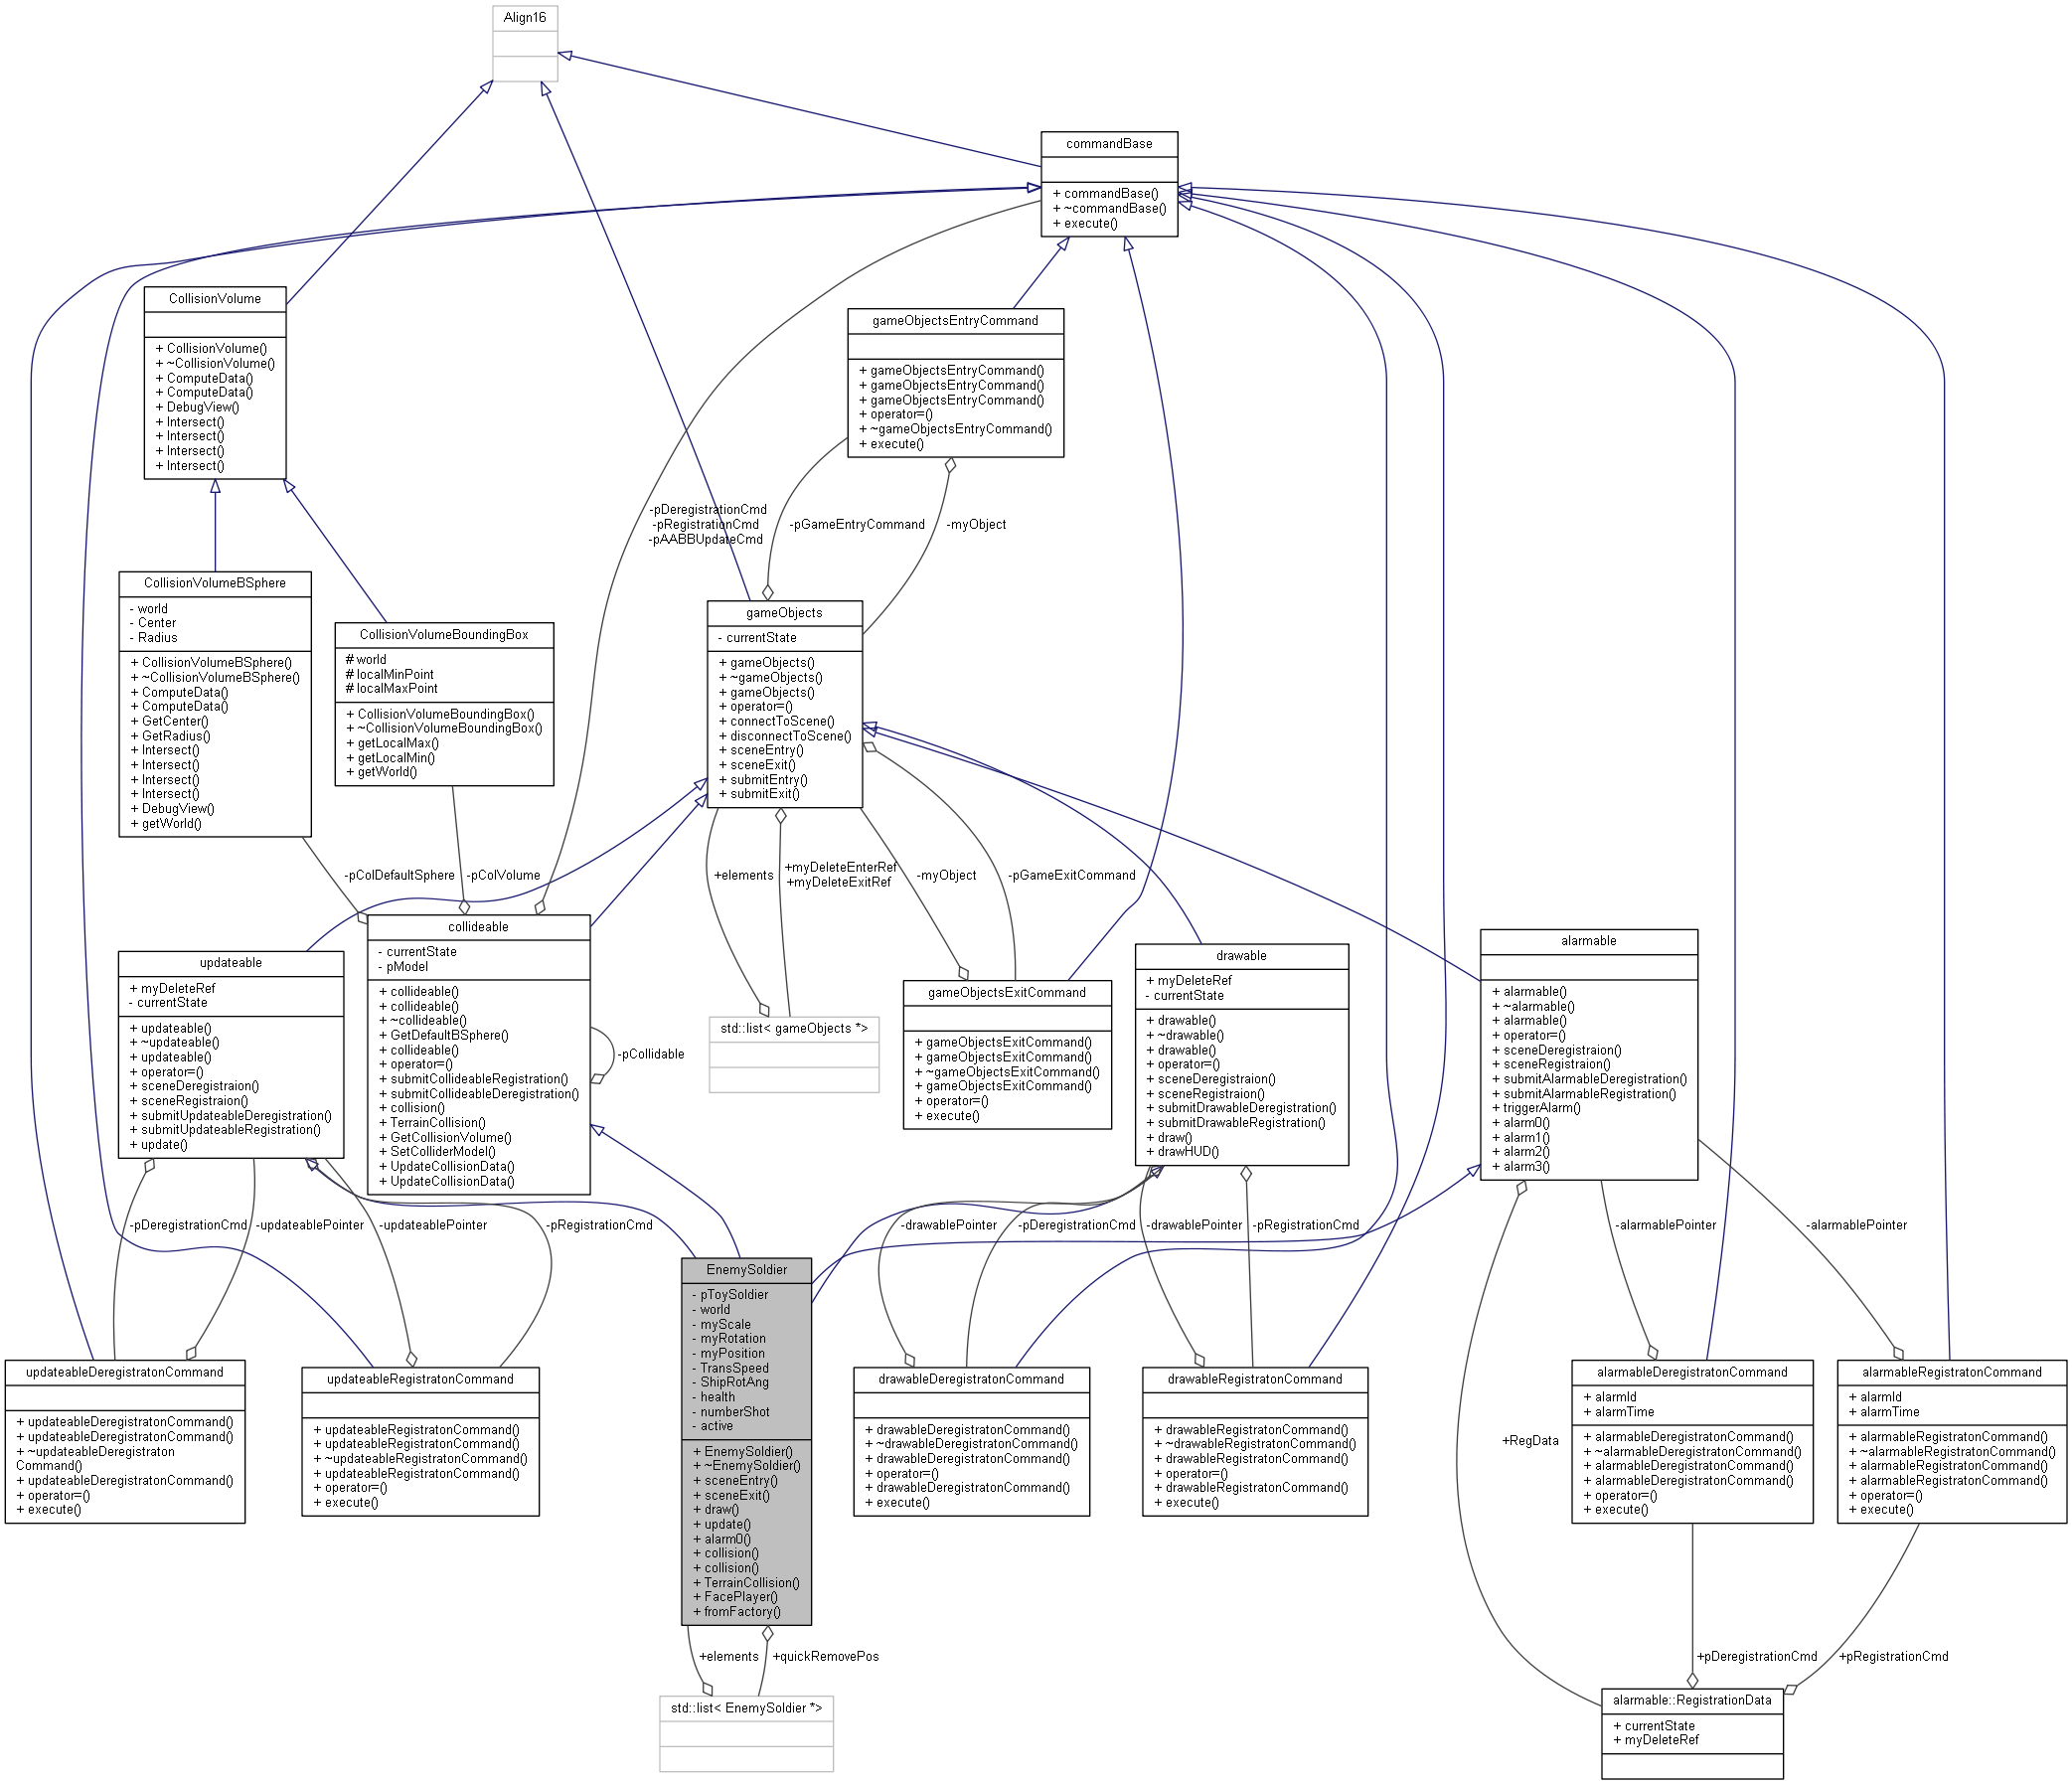 Align16
commandBase
+ commandBase()
+ ~commandBase()
+ execute()
CollisionVolume
+ CollisionVolume()
+ ~CollisionVolume()
+ ComputeData()
+ ComputeData()
+ DebugView()
+ Intersect()
+ Intersect()
+ Intersect()
+ Intersect()
gameObjectsEntryCommand
+ gameObjectsEntryCommand()
+ gameObjectsEntryCommand()
+ gameObjectsEntryCommand()
+ operator=()
+ ~gameObjectsEntryCommand()
+ execute()
-pDeregistrationCmd
-pRegistrationCmd
-pAABBUpdateCmd
-pGameEntryCommand
-myObject
CollisionVolumeBSphere
- world
- Center
- Radius
+ CollisionVolumeBSphere()
+ ~CollisionVolumeBSphere()
+ ComputeData()
+ ComputeData()
+ GetCenter()
+ GetRadius()
+ Intersect()
+ Intersect()
+ Intersect()
+ Intersect()
+ DebugView()
+ getWorld()
CollisionVolumeBoundingBox
# world
# localMinPoint
# localMaxPoint
+ CollisionVolumeBoundingBox()
+ ~CollisionVolumeBoundingBox()
+ getLocalMax()
+ getLocalMin()
+ getWorld()
gameObjects
- currentState
+ gameObjects()
+ ~gameObjects()
+ gameObjects()
+ operator=()
+ connectToScene()
+ disconnectToScene()
+ sceneEntry()
+ sceneExit()
+ submitEntry()
+ submitExit()
-pColDefaultSphere
-pColVolume
+elements
+myDeleteEnterRef
+myDeleteExitRef
-myObject
-pGameExitCommand
updateable
+ myDeleteRef
- currentState
+ updateable()
+ ~updateable()
+ updateable()
+ operator=()
+ sceneDeregistraion()
+ sceneRegistraion()
+ submitUpdateableDeregistration()
+ submitUpdateableRegistration()
+ update()
collideable
- currentState
- pModel
+ collideable()
+ collideable()
+ ~collideable()
+ GetDefaultBSphere()
+ collideable()
+ operator=()
+ submitCollideableRegistration()
+ submitCollideableDeregistration()
+ collision()
+ TerrainCollision()
+ GetCollisionVolume()
+ SetColliderModel()
+ UpdateCollisionData()
+ UpdateCollisionData()
-pCollidable
std::list< gameObjects *>
gameObjectsExitCommand
+ gameObjectsExitCommand()
+ gameObjectsExitCommand()
+ ~gameObjectsExitCommand()
+ gameObjectsExitCommand()
+ operator=()
+ execute()
drawable
+ myDeleteRef
- currentState
+ drawable()
+ ~drawable()
+ drawable()
+ operator=()
+ sceneDeregistraion()
+ sceneRegistraion()
+ submitDrawableDeregistration()
+ submitDrawableRegistration()
+ draw()
+ drawHUD()
alarmable
+ alarmable()
+ ~alarmable()
+ alarmable()
+ operator=()
+ sceneDeregistraion()
+ sceneRegistraion()
+ submitAlarmableDeregistration()
+ submitAlarmableRegistration()
+ triggerAlarm()
+ alarm0()
+ alarm1()
+ alarm2()
+ alarm3()
-pDeregistrationCmd
-updateablePointer
-updateablePointer
-pRegistrationCmd
-drawablePointer
-pDeregistrationCmd
-drawablePointer
-pRegistrationCmd
-alarmablePointer
-alarmablePointer
EnemySoldier
- pToySoldier
- world
- myScale
- myRotation
- myPosition
- TransSpeed
- ShipRotAng
- health
- numberShot
- active
+ EnemySoldier()
+ ~EnemySoldier()
+ sceneEntry()
+ sceneExit()
+ draw()
+ update()
+ alarm0()
+ collision()
+ collision()
+ TerrainCollision()
+ FacePlayer()
+ fromFactory()
updateableDeregistratonCommand
+ updateableDeregistratonCommand()
+ updateableDeregistratonCommand()
+ ~updateableDeregistraton
Command()
+ updateableDeregistratonCommand()
+ operator=()
+ execute()
updateableRegistratonCommand
+ updateableRegistratonCommand()
+ updateableRegistratonCommand()
+ ~updateableRegistratonCommand()
+ updateableRegistratonCommand()
+ operator=()
+ execute()
drawableDeregistratonCommand
+ drawableDeregistratonCommand()
+ ~drawableDeregistratonCommand()
+ drawableDeregistratonCommand()
+ operator=()
+ drawableDeregistratonCommand()
+ execute()
drawableRegistratonCommand
+ drawableRegistratonCommand()
+ ~drawableRegistratonCommand()
+ drawableRegistratonCommand()
+ operator=()
+ drawableRegistratonCommand()
+ execute()
alarmableDeregistratonCommand
+ alarmId
+ alarmTime
+ alarmableDeregistratonCommand()
+ ~alarmableDeregistratonCommand()
+ alarmableDeregistratonCommand()
+ alarmableDeregistratonCommand()
+ operator=()
+ execute()
alarmableRegistratonCommand
+ alarmId
+ alarmTime
+ alarmableRegistratonCommand()
+ ~alarmableRegistratonCommand()
+ alarmableRegistratonCommand()
+ alarmableRegistratonCommand()
+ operator=()
+ execute()
+RegData
+elements
+quickRemovePos
+pDeregistrationCmd
+pRegistrationCmd
std::list< EnemySoldier *>
alarmable::RegistrationData
+ currentState
+ myDeleteRef